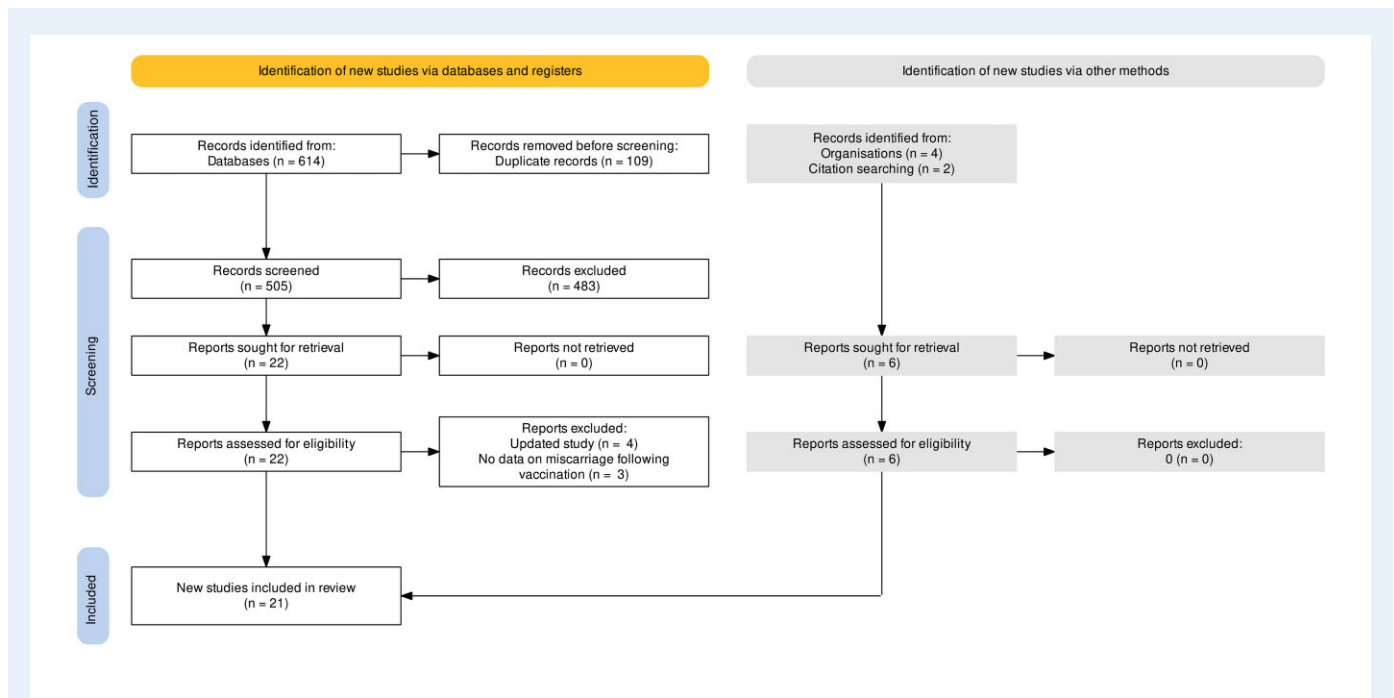 Identification of new studies via databases and registers
Identification of new studies via other methods
Identification
Records identified from:
Databases (n = 614)
Records removed before screening:
Duplicate records (n = 109)
Records identified from:
Organisations (n = 4)
Citation searching (n = 2)
Screening
Records screened
(n = 505)
Records excluded
(n = 483)
Reports sought for retrieval
(n = 22)
Reports not retrieved
(n = 0)
Reports sought for retrieval
(n = 6)
Reports not retrieved
(n = 0)
Reports assessed for eligibility
(n = 22)
Reports excluded:
Updated study (n = 4)
No data on miscarriage following
vaccination (n = 3)
Reports assessed for eligibility
(n = 6)
Reports excluded:
0 (n = 0)
Included
New studies included in review
(n = 21)